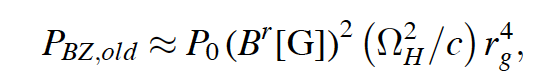 P_{BZ,old} ≈ P_0 (B^r[G])^2 (Ω_H^2/c) r_g^4,